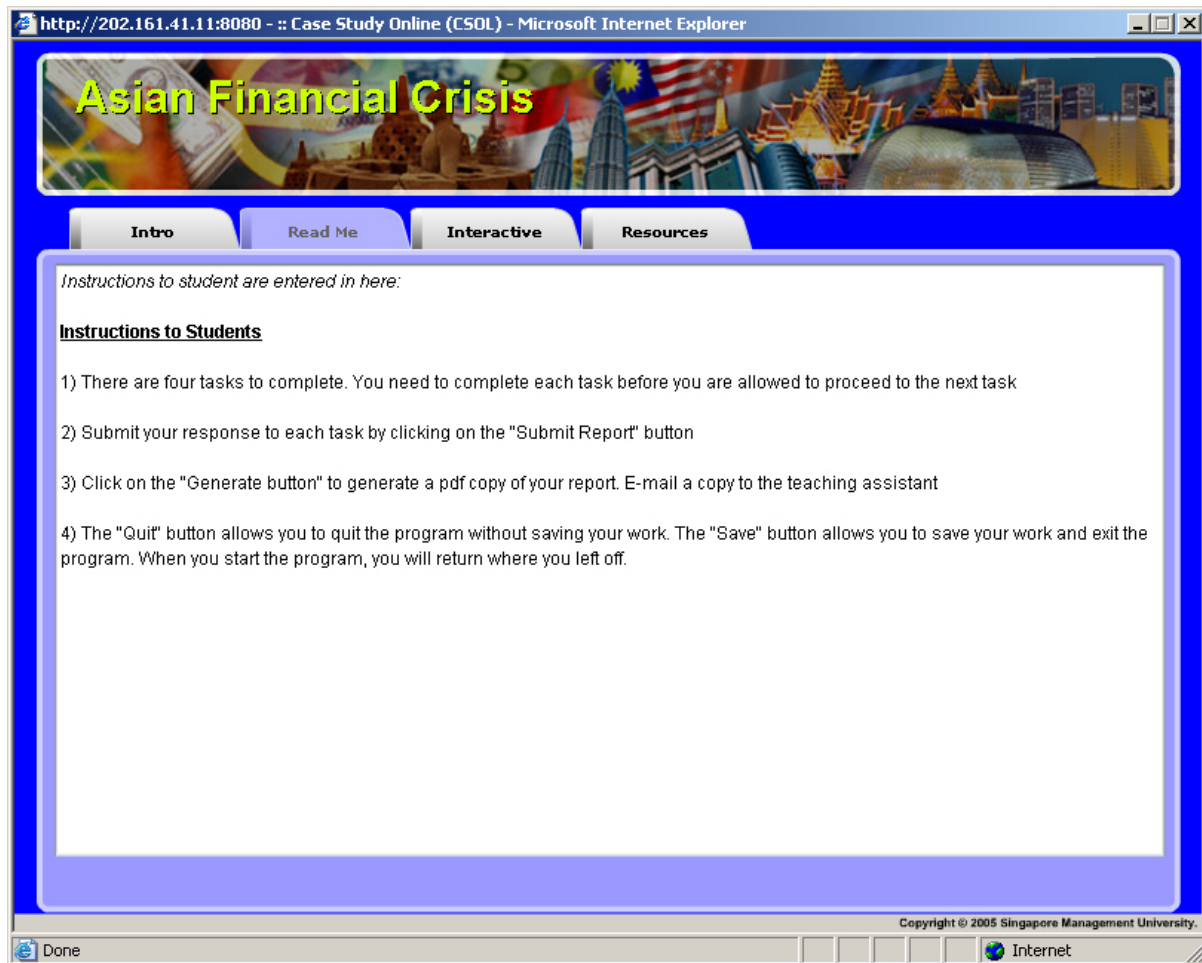 http://202.161.41.11:8080 - :: Case Study Online (CSOL) - Microsoft Internet Explorer
Asian Financial Crisis
Intro Read Me Interactive Resources
Instructions to student are entered in here:
Instructions to Students
1) There are four tasks to complete. You need to complete each task before you are allowed to proceed to the next task
2) Submit your response to each task by clicking on the "Submit Report" button
3) Click on the "Generate button" to generate a pdf copy of your report. E-mail a copy to the teaching assistant
4) The "Quit" button allows you to quit the program without saving your work. The "Save" button allows you to save your work and exit the
program. When you start the program, you will return where you left off.
Copyright © 2005 Singapore Management University.
Done Internet